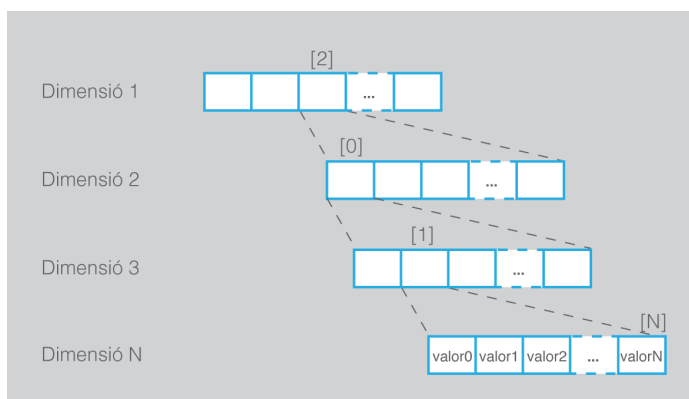 [2]
Dimensió 1
...
[0]
Dimensió 2
...
[1]
Dimensió 3
...
[N]
Dimensió N
valor0 valor1 valor2 ... valorN